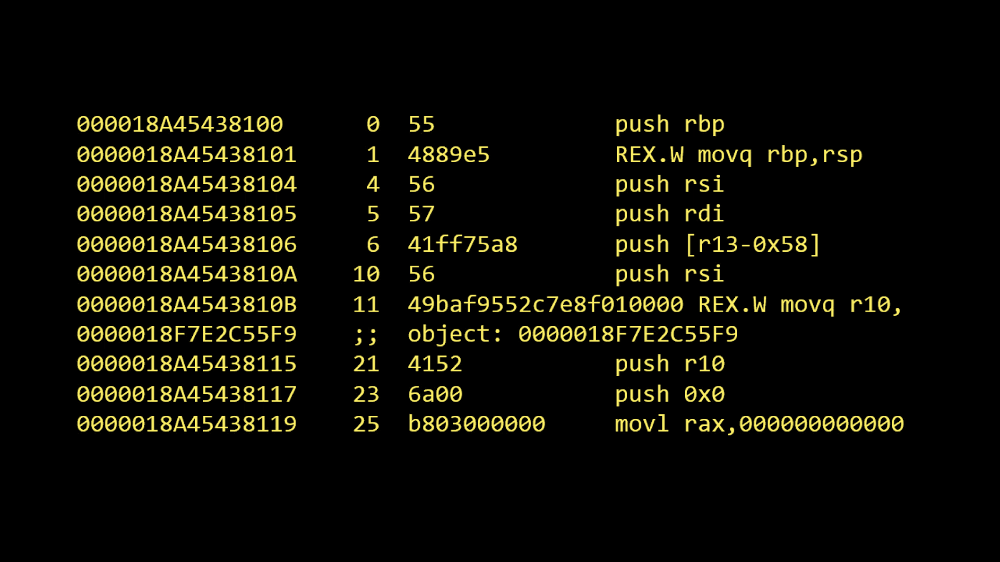 000018A45438100 0 55 push rbp
0000018A45438101 1 4889e5 REX.W movq rbp,rsp
0000018A45438104 4 56 push rsi
0000018A45438105 5 57 push rdi
0000018A45438106 6 41ff75a8 push [r13-0x58]
0000018A4543810A 10 56 push rsi
0000018A4543810B 11 49baf9552c7e8f010000 REX.W movq r10,
0000018F7E2C55F9 ;; object: 0000018F7E2C55F9
0000018A45438115 21 4152 push r10
0000018A45438117 23 6a00 push 0x0
0000018A45438119 25 b803000000 movl rax,000000000000